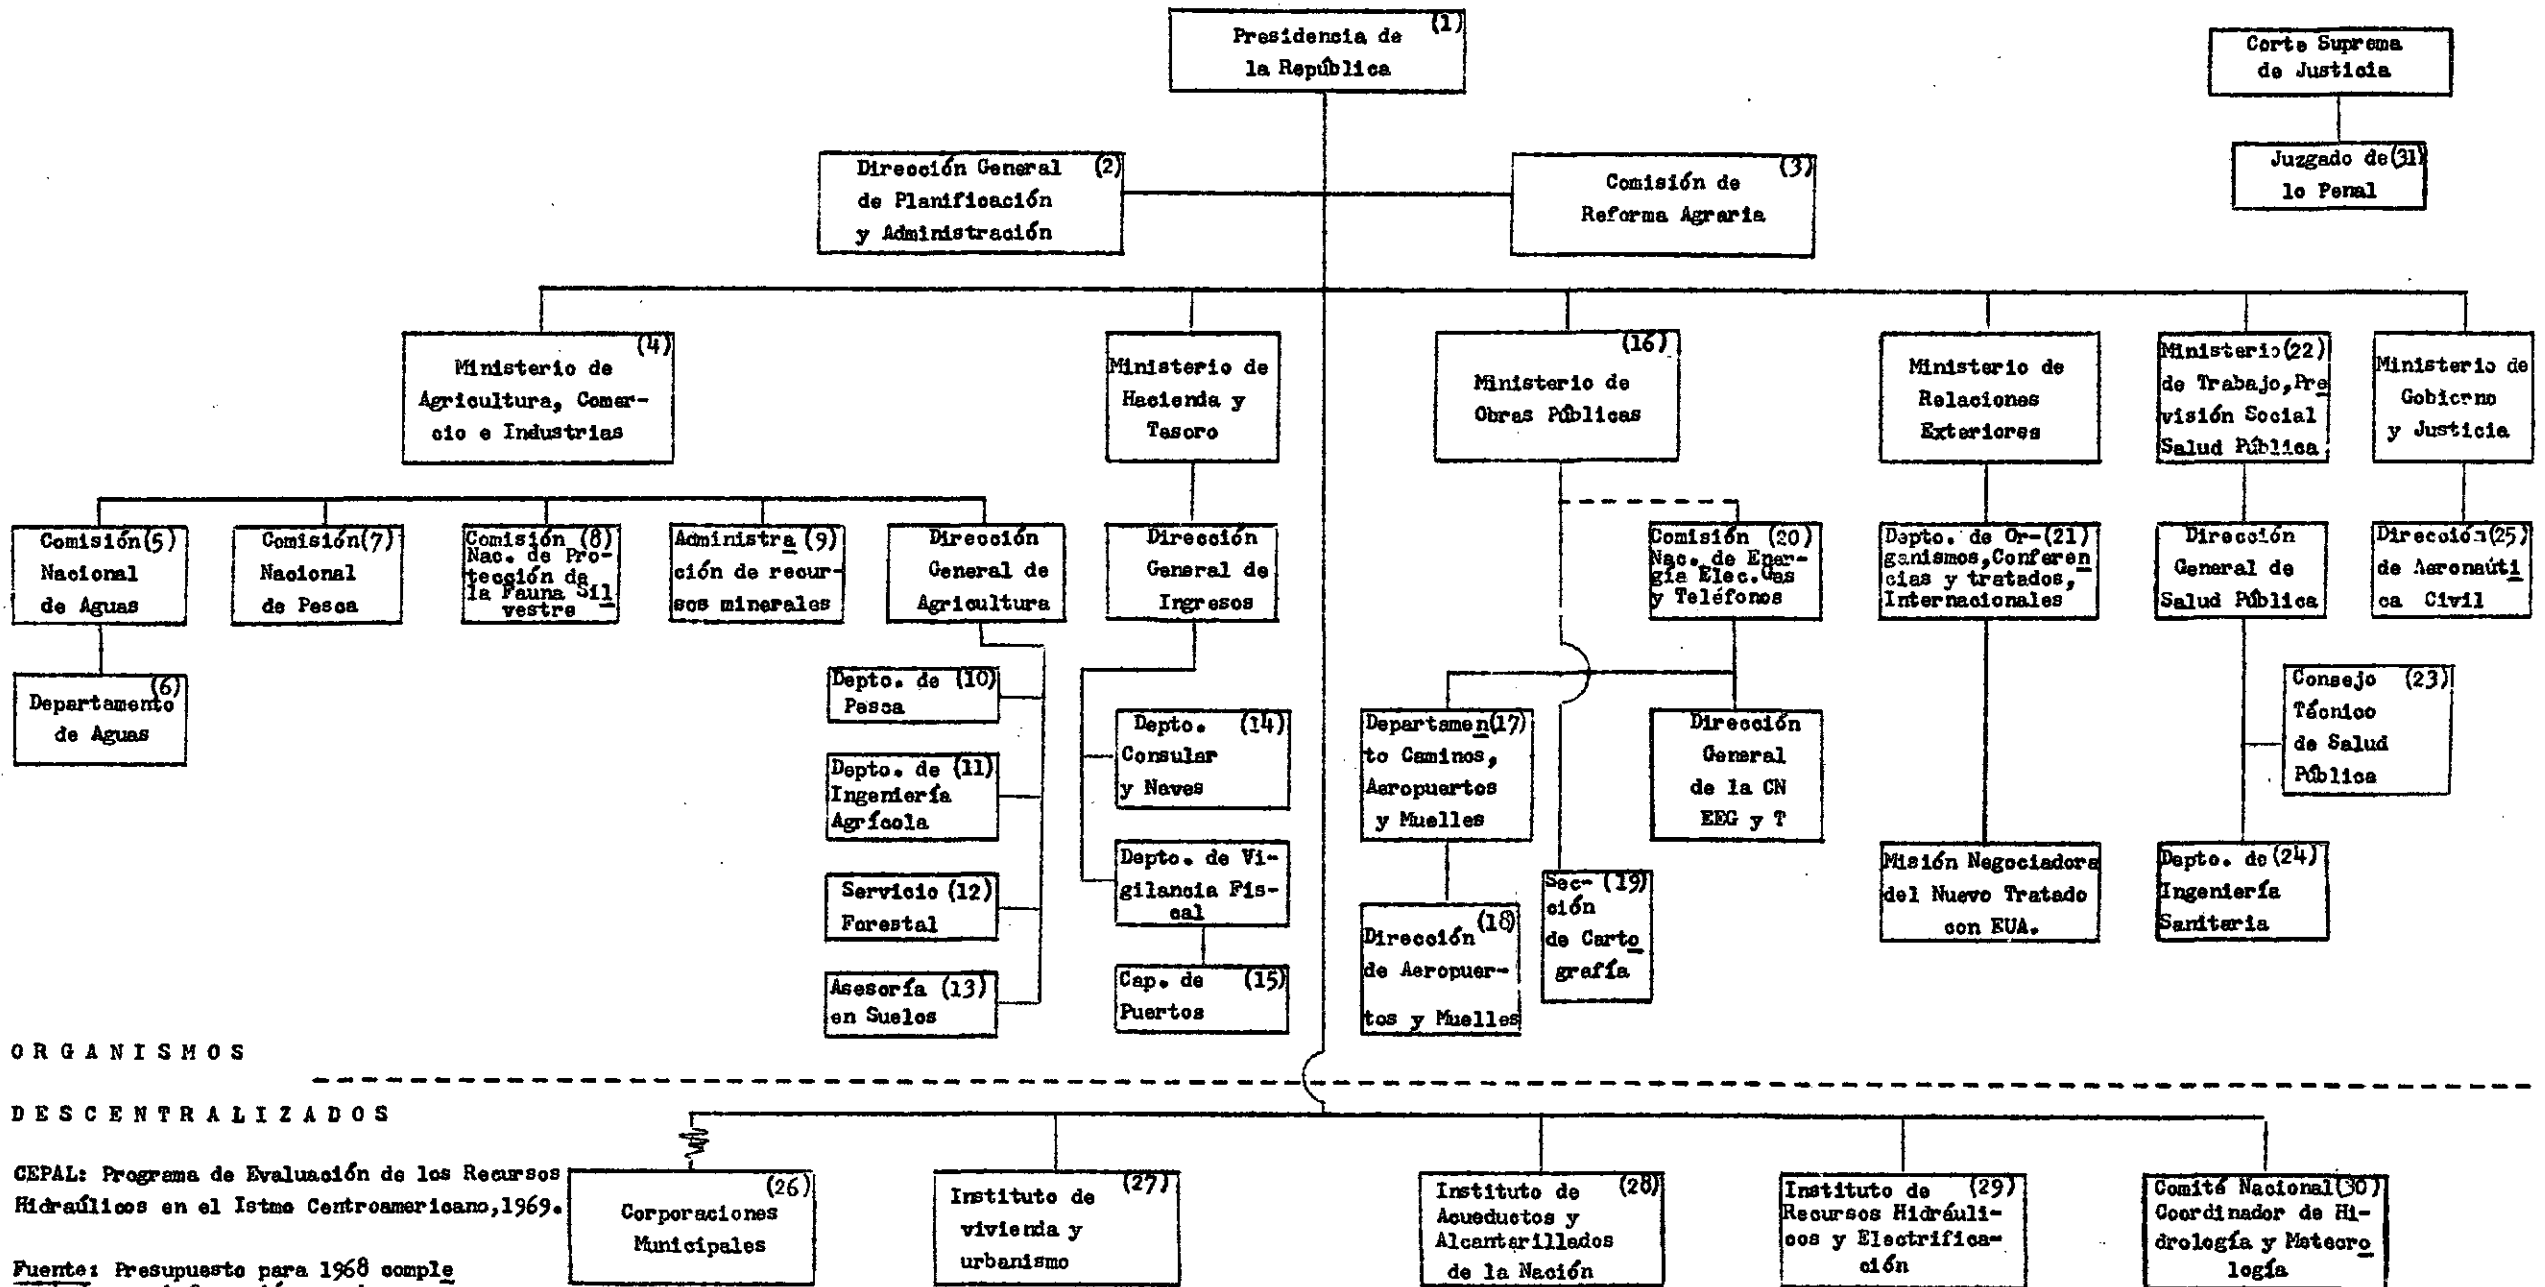 (1)
Presidencia de
la República
Corte Suprema
de Justicia
Juzgado de (31)
lo Penal
Dirección General (2)
de Planificación
y Administración
(3)
Comisión de
Reforma Agraria
(4)
Ministerio de
Agricultura, Comer-
cio e Industrias
Ministerio de
Hacienda y
Tesoro
(16)
Ministerio de
Obras Públicas
Ministerio de
Relaciones
Exteriores
Ministerio (22)
de Trabajo, Pre
visión Social
Salud Pública
Ministerio de
Gobierno
y Justicia
Comisión (5)
Nacional
de Aguas
Comisión (7)
Nacional
de Pesca
Comisión (8)
Nac. de Pro-
tección de
la Fauna Sil
vestre
Administra (9)
ción de recur-
sos minerales
Dirección
General de
Agricultura
Dirección
General de
Ingresos
Comisión (20)
Nac. de Ener-
gía Elec. Gas
y Teléfonos
Depto. de Or- (21)
ganismos, Conferen
cias y tratados,
Internacionales
Dirección
General de
Salud Pública
Dirección (25)
de Aeronaúti
ca Civil
(6)
Departamento
de Aguas
Depto. de (10)
Pesca
Depto. de (11)
Ingeniería
Agrícola
Servicio (12)
Forestal
Asesoría (13)
en Suelos
Depto. (14)
Consular
y Naves
Depto. de Vi-
gilancia Fis-
cal
Cap. de (15)
Puertos
Departamen (17)
to Caminos,
Aeropuertos
y Muelles
Dirección (18)
de Aeropuer-
tos y Muelles
Sec- (19)
ción
de Carto
grafía
Dirección
General
de la CN
EEG y T
Misión Negociadora
del Nuevo Tratado
con EUA.
Consejo (23)
Técnico
de Salud
Pública
Depto. de (24)
Ingeniería
Sanitaria
ORGANISMOS
DESCENTRALIZADOS
CEPAL: Programa de Evaluación de los Recursos
Hidraúlicos en el Istmo Centroamericano, 1969.
Fuente: Presupuesto para 1968 comple
(26)
Corporaciones
Municipales
Instituto de (27)
vivienda y
urbanismo
Instituto de (28)
Acueductos y
Alcantarillados
de la Nación
Instituto de (29)
Recursos Hidráuli-
cos y Electrifica-
ción
Comité Nacional (30)
Coordinador de Hi-
drología y Meteoro
logía